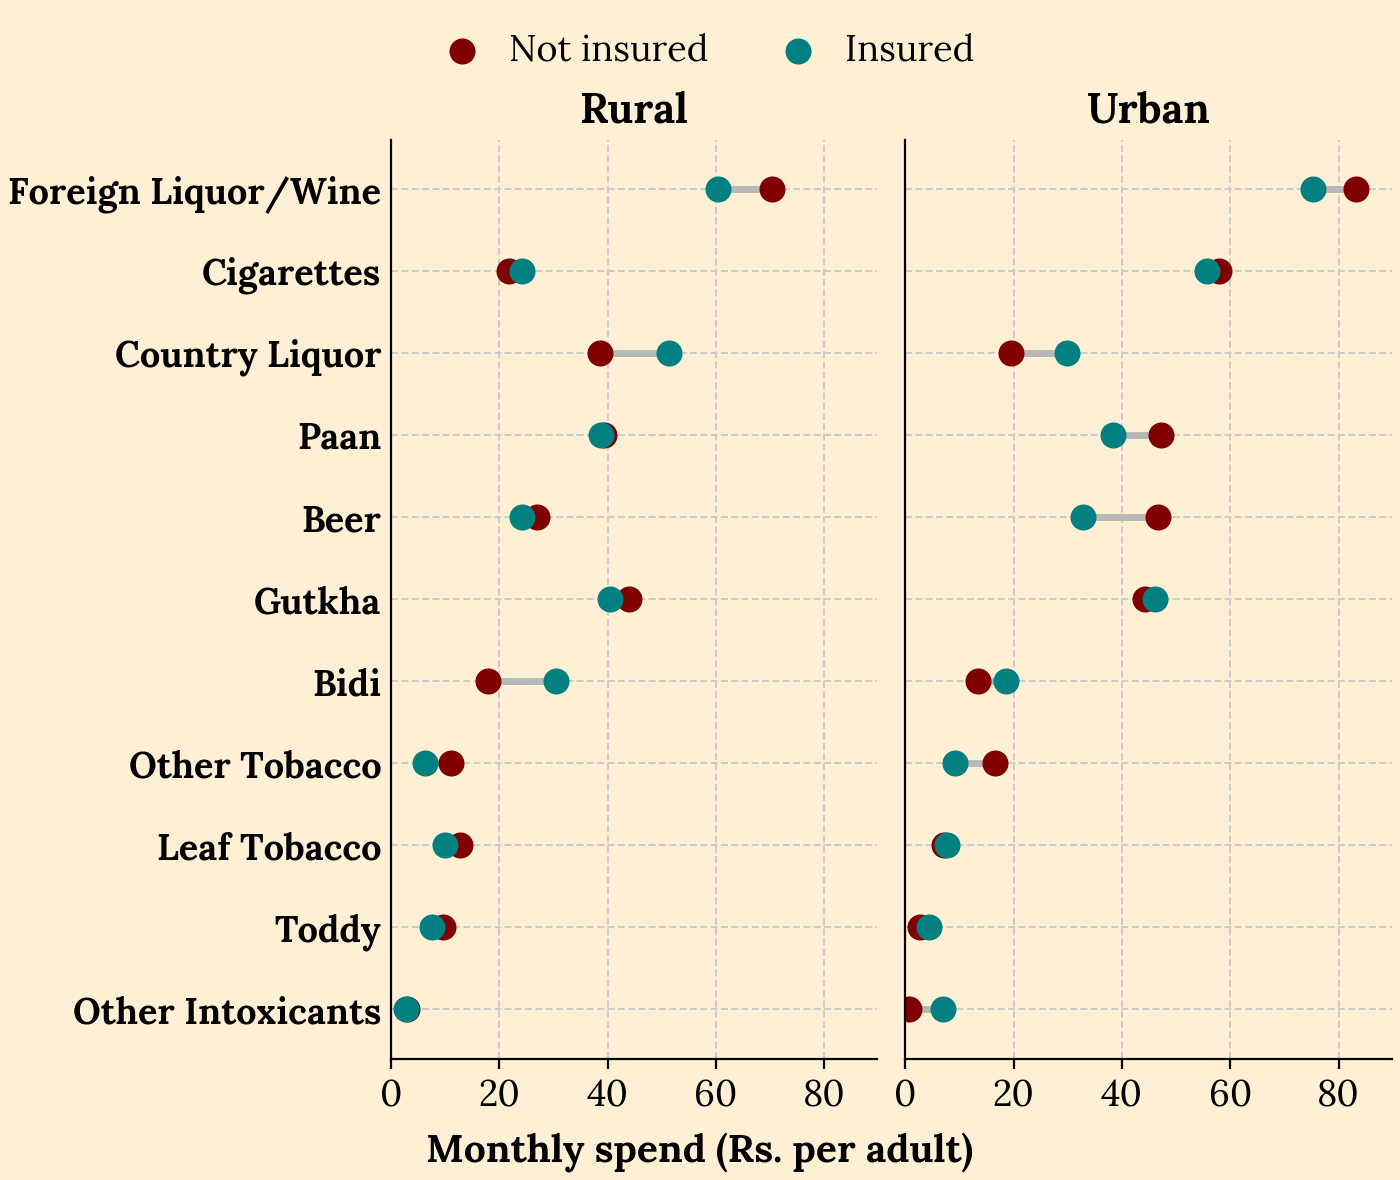 Not insured Insured
Rural Urban
Foreign Liquor/Wine
Cigarettes
Country Liquor
Paan
Beer
Gutkha
Bidi
Other Tobacco
Leaf Tobacco
Toddy
Other Intoxicants
0 20 40 60 80 0 20 40 60 80
Monthly spend (Rs. per adult)